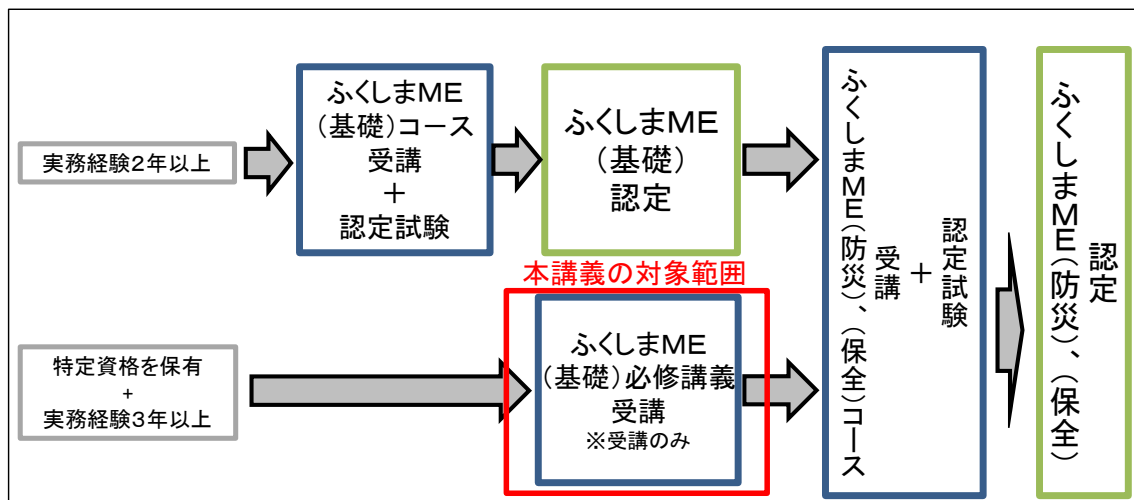 実務経験2年以上
ふくしまME
(基礎)コース
受講
+
認定試験
ふくしまME
(基礎)
認定
本講義の対象範囲
特定資格を保有
+
実務経験3年以上
ふくしまME
(基礎)必修講義
受講
※受講のみ
ふくしまME(防災)、(保全)コース
受講
+
認定試験
ふくしまME(防災)、(保全)
認定